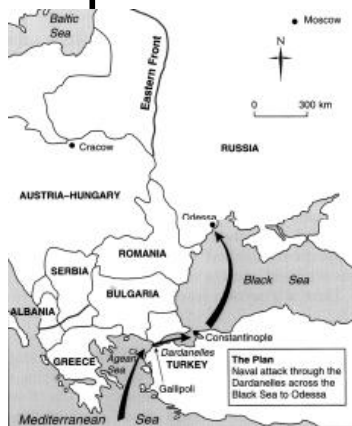 Baltic
Sea
Moscow
N
Eastern Front
0 300 km
Cracow
RUSSIA
AUSTRIA–HUNGARY
Odessa
ROMANIA
SERBIA
Black Sea
BULGARIA
ALBANIA
Constantinople
GREECE
Agean
Sea
Dardanelles
TURKEY
Gallipoli
The Plan
Naval attack through the
Dardanelles across the
Black Sea to Odessa
Mediterranean Sea